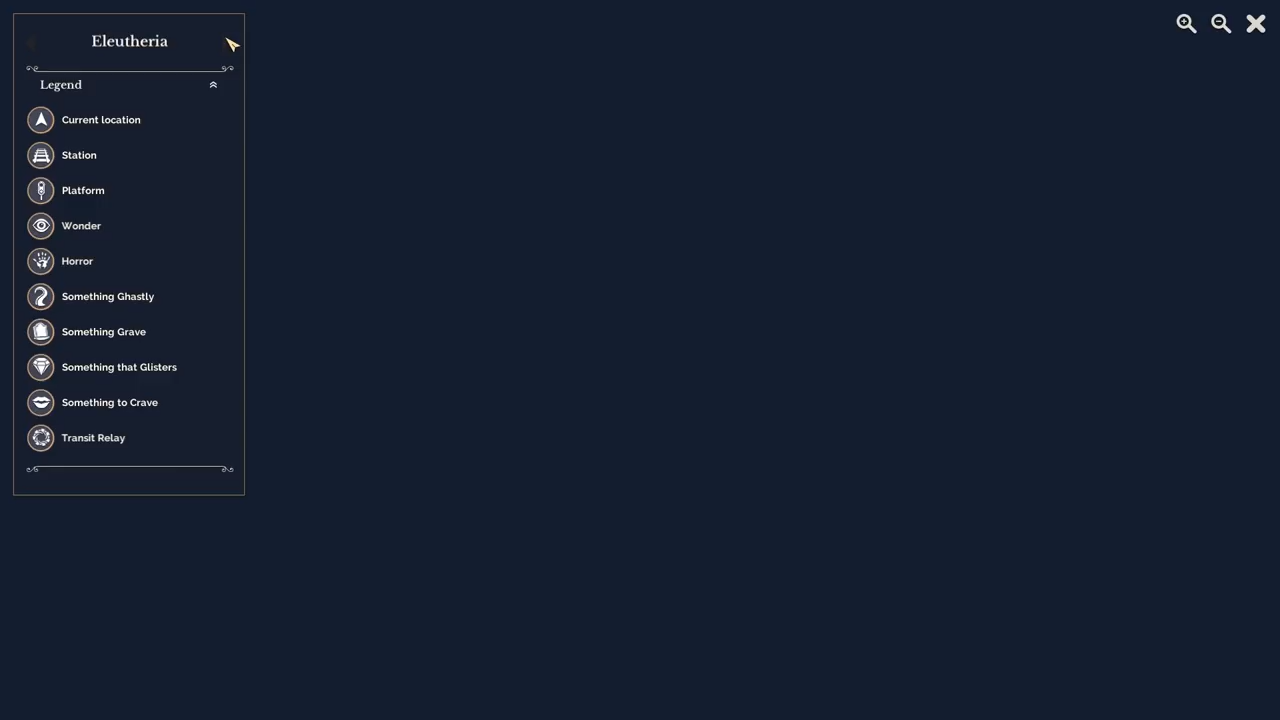 Eleutheria
Legend
Current location
Station
Platform
Wonder
Horror
Something Ghastly
Something Grave
Something that Glisters
Something to Crave
Transit Relay